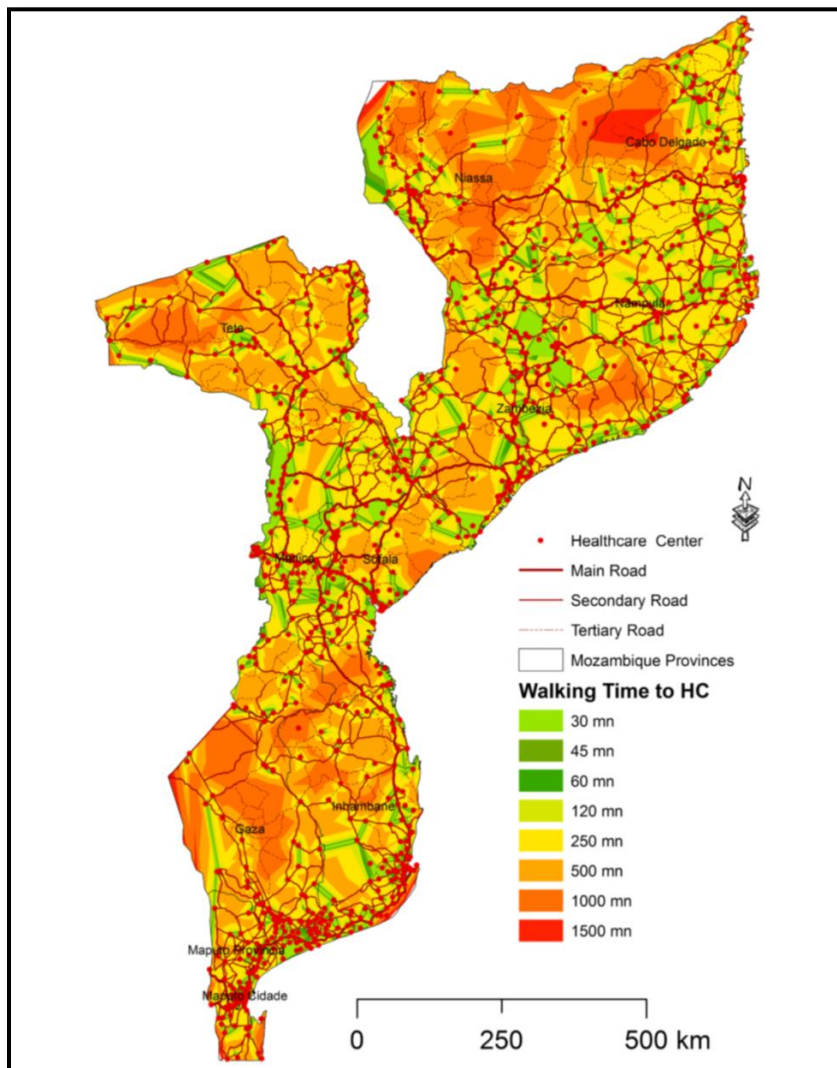 Cabo Delgado
Niassa
Nampula
Tete
Zambezia
N
Healthcare Center
Manica
Sofala
Main Road
Secondary Road
Tertiary Road
Mozambique Provinces
Walking Time to HC
30 mn
45 mn
60 mn
120 mn
250 mn
500 mn
1000 mn
1500 mn
Inhambane
Gaza
Maputo Provincia
Maputo Cidade
0 250 500 km